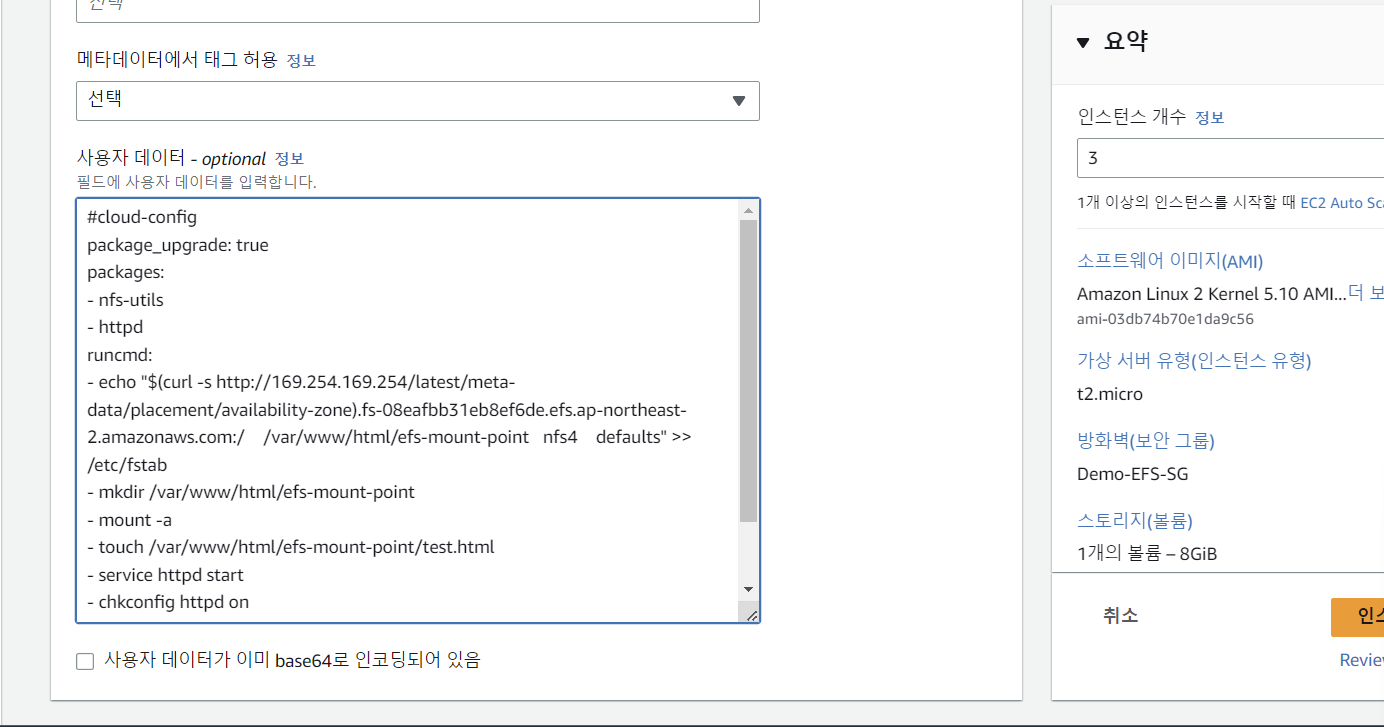 선택
메타데이터에서 태그 허용 정보
선택
사용자 데이터 - optional 정보
필드에 사용자 데이터를 입력합니다.
#cloud-config
package_upgrade: true
packages:
- nfs-utils
- httpd
runcmd:
- echo "$(curl -s http://169.254.169.254/latest/meta-
data/placement/availability-zone).fs-08eafbb31eb8ef6de.efs.ap-northeast-
2.amazonaws.com:/    /var/www/html/efs-mount-point   nfs4    defaults" >>
/etc/fstab
- mkdir /var/www/html/efs-mount-point
- mount -a
- touch /var/www/html/efs-mount-point/test.html
- service httpd start
- chkconfig httpd on
사용자 데이터가 이미 base64로 인코딩되어 있음
요약
인스턴스 개수 정보
3
1개 이상의 인스턴스를 시작할 때 EC2 Auto Sca
소프트웨어 이미지(AMI)
Amazon Linux 2 Kernel 5.10 AMI...더 보
ami-03db74b70e1da9c56
가상 서버 유형(인스턴스 유형)
t2.micro
방화벽(보안 그룹)
Demo-EFS-SG
스토리지(볼륨)
1개의 볼륨 – 8GiB
취소
인스
Review